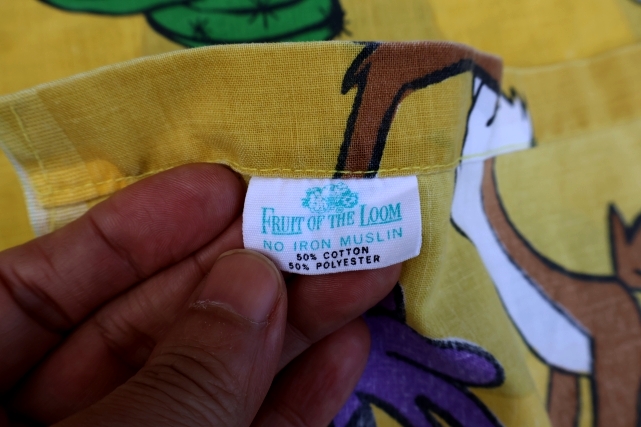 FRUIT OF THE LOOM
NO IRON MUSLIN
50% COTTON
50% POLYESTER